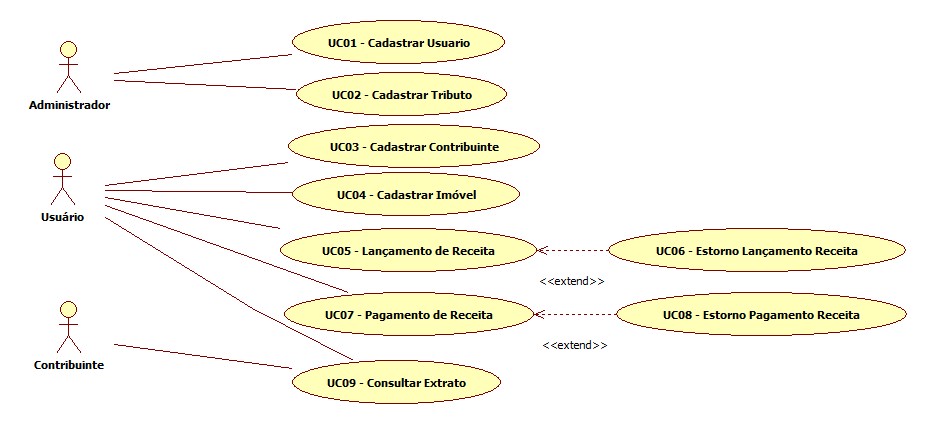 UC01 - Cadastrar Usuario
Administrador
UC02 - Cadastrar Tributo
UC03 - Cadastrar Contribuinte
UC04 - Cadastrar Imóvel
Usuário
UC05 - Lançamento de Receita
UC06 - Estorno Lançamento Receita
<<extend>>
UC07 - Pagamento de Receita
UC08 - Estorno Pagamento Receita
<<extend>>
Contribuinte
UC09 - Consultar Extrato